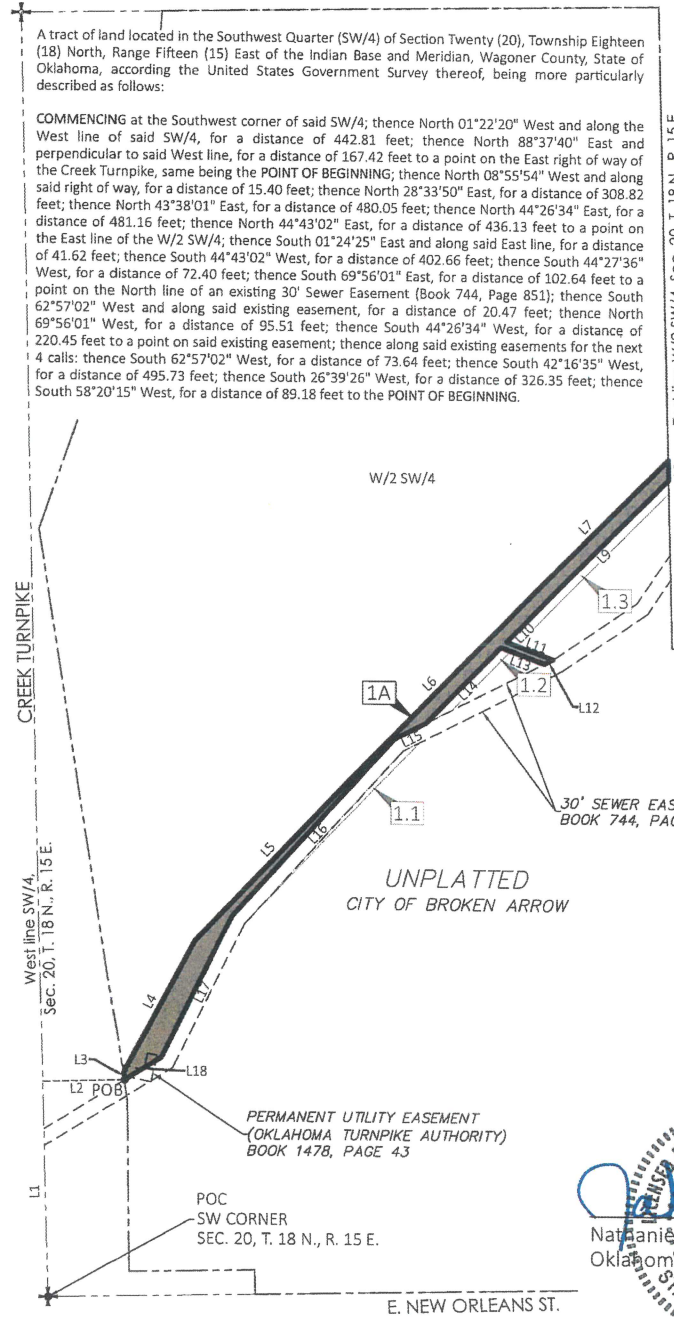 A tract of land located in the Southwest Quarter (SW/4) of Section Twenty (20), Township Eighteen
(18) North, Range Fifteen (15) East of the Indian Base and Meridian, Wagoner County, State of
Oklahoma, according the United States Government Survey thereof, being more particularly
described as follows:
COMMENCING at the Southwest corner of said SW/4; thence North 01°22'20" West and along the
West line of said SW/4, for a distance of 442.81 feet; thence North 88°37'40" East and
perpendicular to said West line, for a distance of 167.42 feet to a point on the East right of way of
the Creek Turnpike, same being the POINT OF BEGINNING; thence North 08°55'54" West and along
said right of way, for a distance of 15.40 feet; thence North 28°33'50" East, for a distance of 308.82
feet; thence North 43°38'01" East, for a distance of 480.05 feet; thence North 44°26'34" East, for a
distance of 481.16 feet; thence North 44°43'02" East, for a distance of 436.13 feet to a point on
the East line of the W/2 SW/4; thence South 01°24'25" East and along said East line, for a distance
of 41.62 feet; thence South 44°43'02" West, for a distance of 402.66 feet; thence South 44°27'36"
West, for a distance of 72.40 feet; thence South 69°56'01" East, for a distance of 102.64 to a
point on the North line of an existing 30' Sewer Easement (Book 744, Page 851); thence South
62°57'02" West and along said existing easement, for a distance of 20.47 feet; thence North
69°56'01" West, for a distance of 95.51 feet; thence South 44°26'34" West, for a distance of
220.45 feet to a point on said existing easement; thence along said existing easements for the next
4 calls: thence South 62°57'02" West, for a distance of 73.64 feet; thence South 42°16'35" West,
for a distance of 495.73 feet; thence South 26°39'26" West, for a distance of 326.35 feet; thence
South 58°20'15" West, for a distance of 89.18 feet to the POINT OF BEGINNING.
W/2 SW/4
L7
L9
1.3
L10
L11
L13
1.2
L12
L6
L14
1A
L15
CREEK TURNPIKE
30' SEWER EAS
BOOK 744, PAG
1.1
L16
L5
UNPLATTED
CITY OF BROKEN ARROW
West line SW/4,
Sec. 20, T. 18 N., R. 15 E.
L4
L17
L3
L18
L2
POB
PERMANENT UTILITY EASEMENT
(OKLAHOMA TURNPIKE AUTHORITY)
BOOK 1478, PAGE 43
L1
POC
SW CORNER
SEC. 20, T. 18 N., R. 15 E.
Nathanie
Oklahom
E. NEW ORLEANS ST.